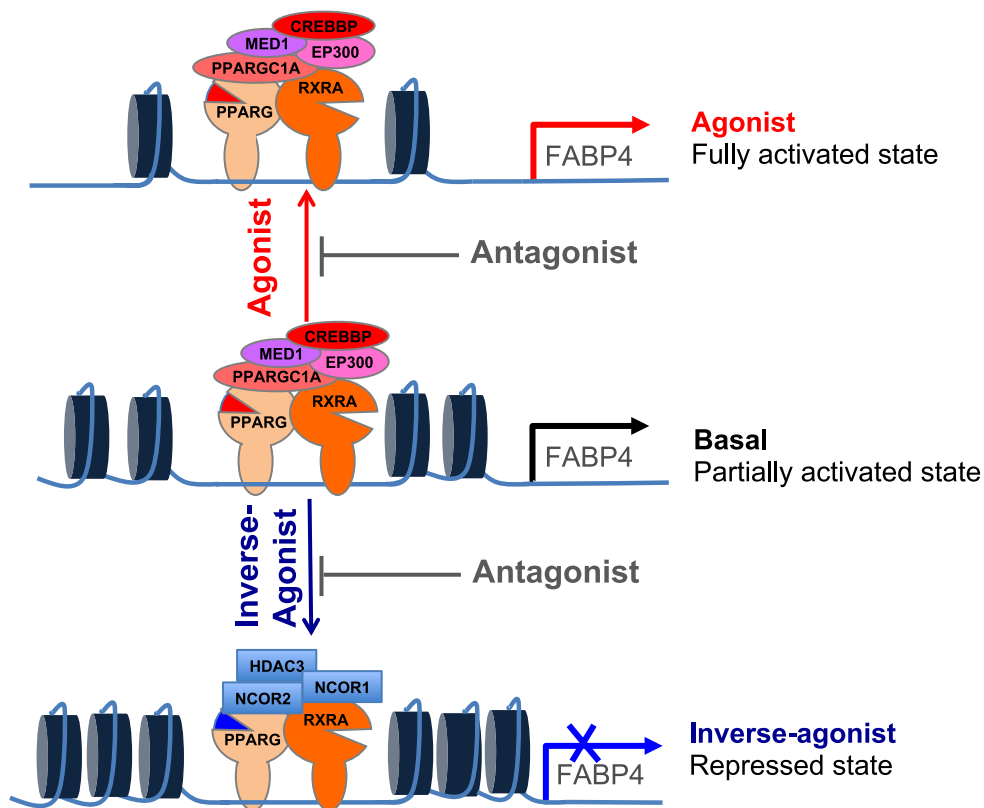 CREBBP
MED1
EP300
PPARGC1A
RXRA
PPARG
FABP4
Agonist
Fully activated state
Agonist
Antagonist
CREBBP
MED1
EP300
PPARGC1A
RXRA
PPARG
FABP4
Basal
Partially activated state
Inverse-
Agonist
Antagonist
HDAC3
NCOR1
NCOR2
RXRA
PPARG
FABP4
Inverse-agonist
Repressed state